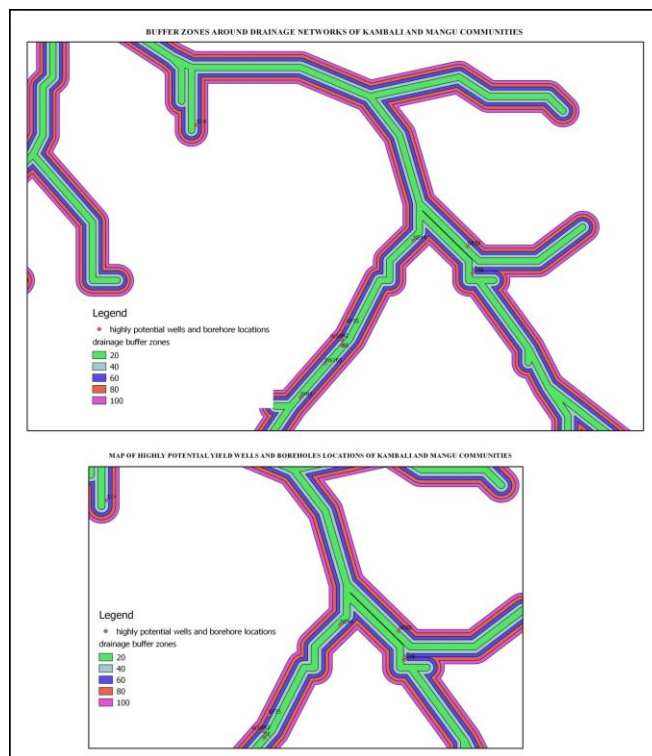 BUFFER ZONES AROUND DRAINAGE NETWORKS OF KAMBALI AND MANGU COMMUNITIES
Legend
highly potential wells and borehole locations
drainage buffer zones
20
40
60
80
100
MAP OF HIGHLY POTENTIAL YIELD WELLS AND BOREHOLES LOCATIONS OF KAMBALI AND MANGU COMMUNITIES
Legend
highly potential wells and borehole locations
drainage buffer zones
20
40
60
80
100